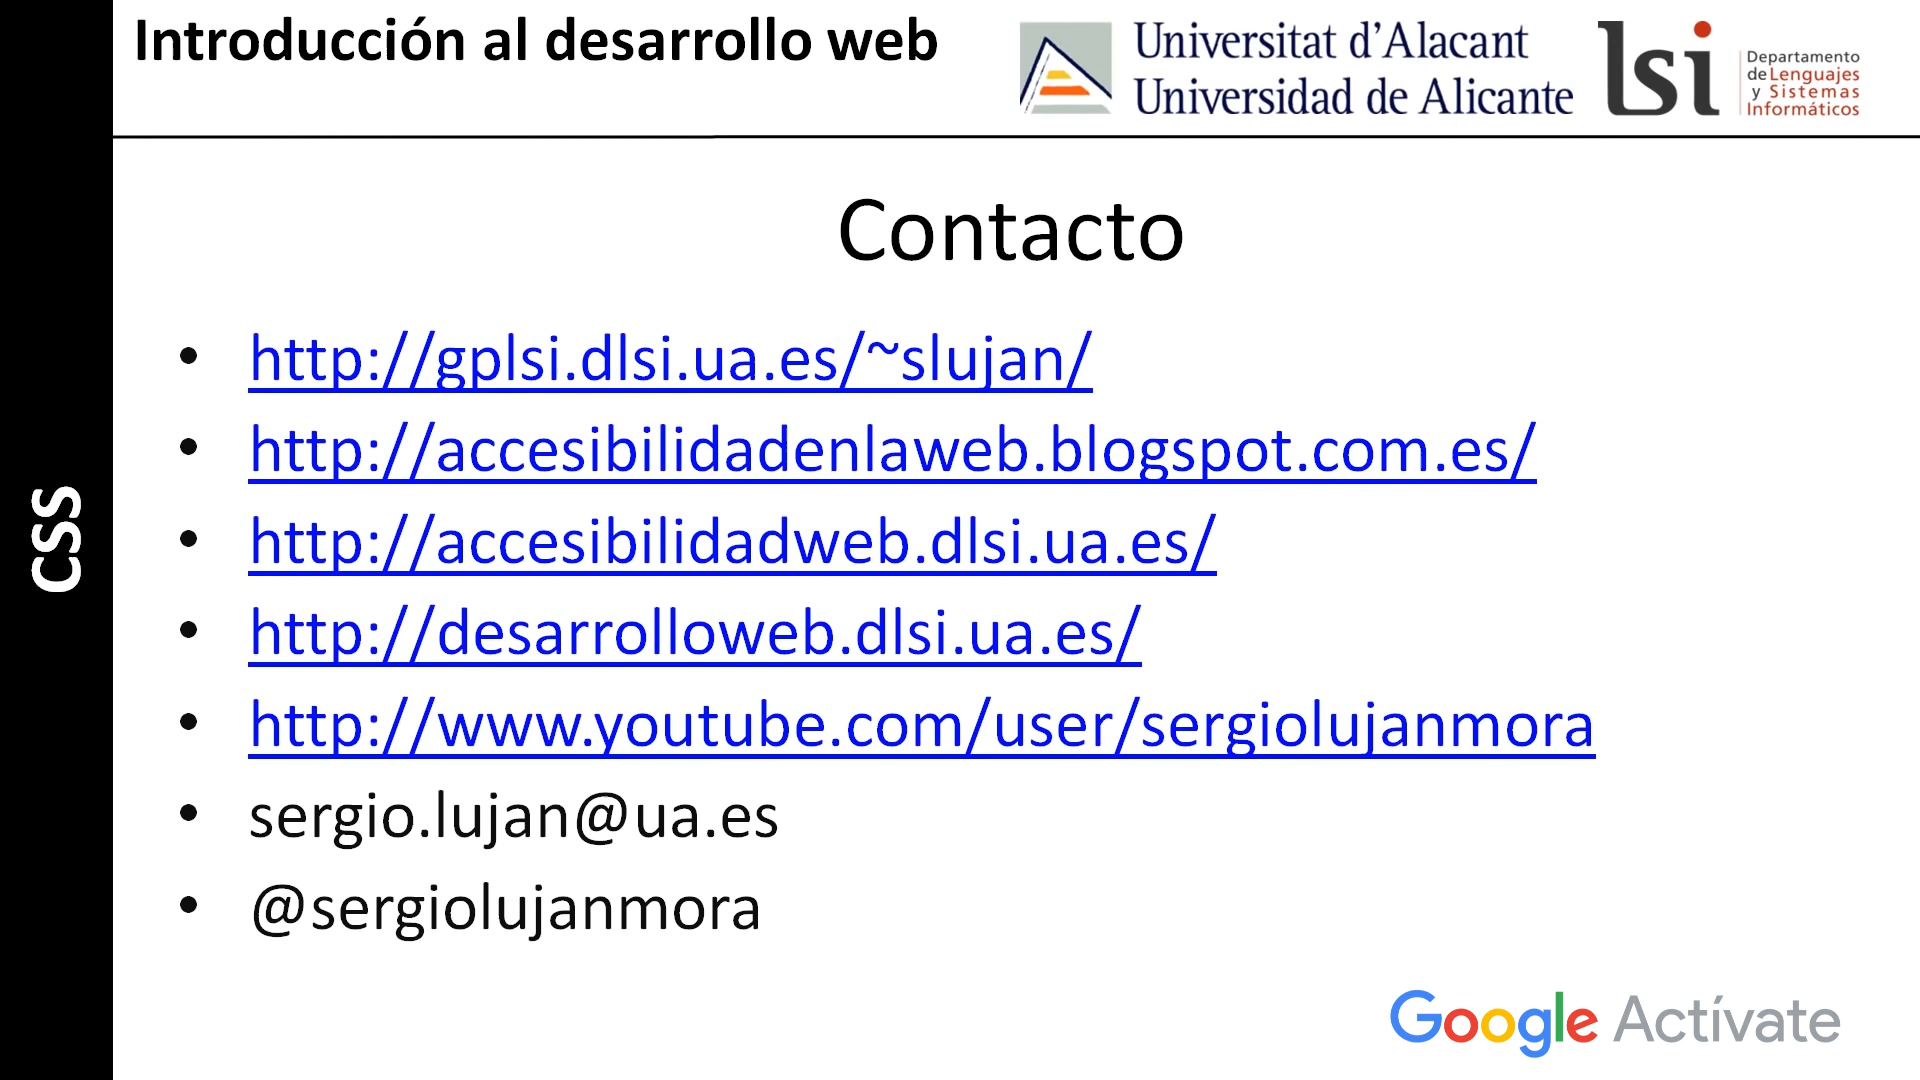 Introducción al desarrollo web
Universitat d'Alacant
Universidad de Alicante
lsi
Departamento
de Lenguajes
y Sistemas
Informáticos
CSS
Contacto
• http://gplsi.dlsi.ua.es/~slujan/
• http://accesibilidadenlaweb.blogspot.com.es/
• http://accesibilidadweb.dlsi.ua.es/
• http://desarrolloweb.dlsi.ua.es/
• http://www.youtube.com/user/sergiolujanmora
• sergio.lujan@ua.es
• @sergiolujanmora
Google Actívate